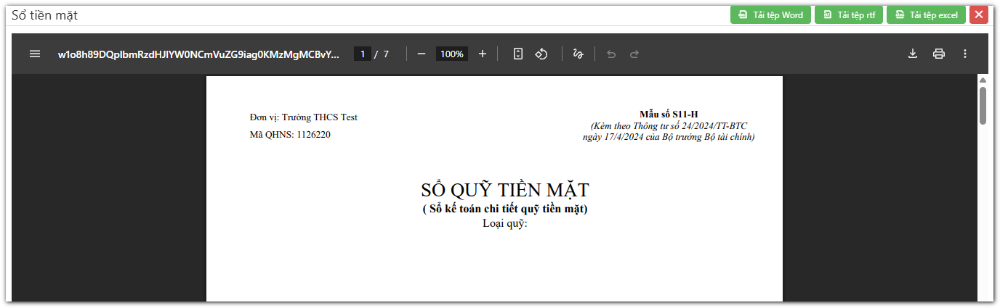 Sổ tiền mặt
Tải tệp Word
Tải tệp rtf
Tải tệp excel
w1o8h89DQplbmRzdHJlYW0NCmVuZG9iag0KMzMgMCBvY...
1 / 7
100%
Đơn vị: Trường THCS Test
Mã QHNS: 1126220
Mẫu số S11-H
(Kèm theo Thông tư số 24/2024/TT-BTC
ngày 17/4/2024 của Bộ trưởng Bộ tài chính)
SỔ QUỸ TIỀN MẶT
( Sổ kế toán chi tiết quỹ tiền mặt)
Loại quỹ: